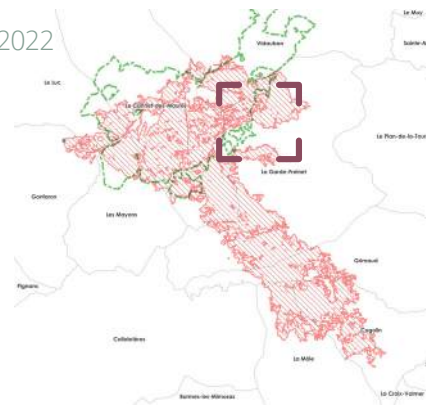 2022
Le Muy
Vidauban
Sainte-M
Le Luc
Le Cannet-des-Maures
Le Plan-de-la-Tour
La Garde-Freinet
Gonfaron
Les Mayons
Grimaud
Pignans
Cogolin
Collobrières
La Môle
Bormes-les-Mimosas
La Croix-Valmer